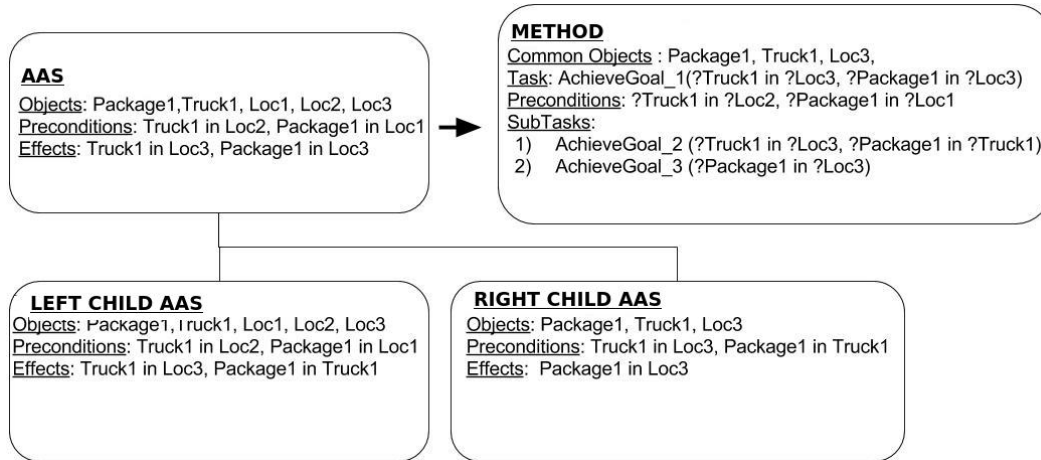 AAS
Objects: Package1,Truck1, Loc1, Loc2, Loc3
Preconditions: Truck1 in Loc2, Package1 in Loc1
Effects: Truck1 in Loc3, Package1 in Loc3
METHOD
Common Objects : Package1, Truck1, Loc3,
Task: AchieveGoal_1(?Truck1 in ?Loc3, ?Package1 in ?Loc3)
Preconditions: ?Truck1 in ?Loc2, ?Package1 in ?Loc1
SubTasks:
1) AchieveGoal_2 (?Truck1 in ?Loc3, ?Package1 in ?Truck1)
2) AchieveGoal_3 (?Package1 in ?Loc3)
LEFT CHILD AAS
Objects: Package1,Truck1, Loc1, Loc2, Loc3
Preconditions: Truck1 in Loc2, Package1 in Loc1
Effects: Truck1 in Loc3, Package1 in Truck1
RIGHT CHILD AAS
Objects: Package1, Truck1, Loc3
Preconditions: Truck1 in Loc3, Package1 in Truck1
Effects: Package1 in Loc3